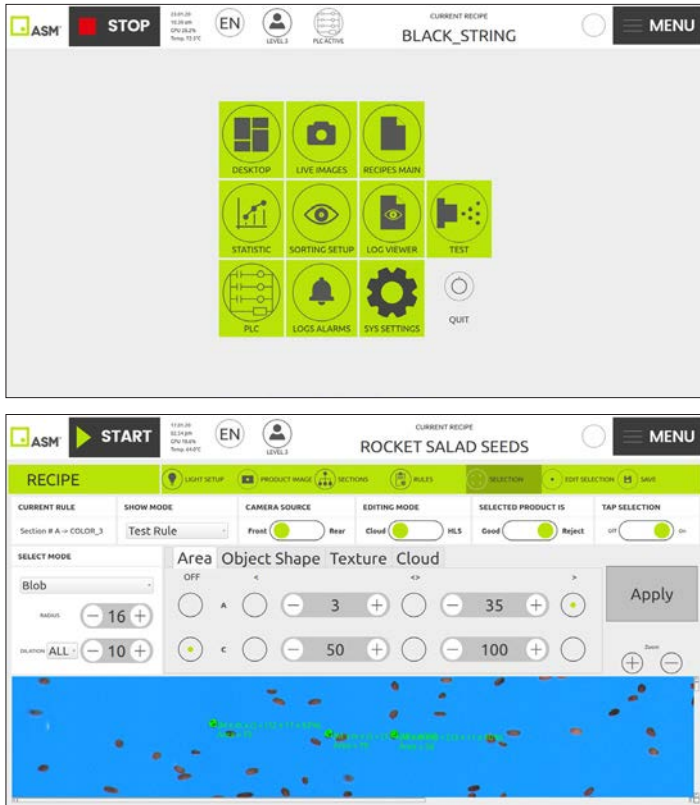 ASM STOP
EN
LEVEL 3
PLC ACTIVE
CURRENT RECIPE
BLACK_STRING
MENU
DESKTOP LIVE IMAGES RECIPES MAIN
STATISTIC SORTING SETUP LOG VIEWER TEST
PLC LOGS ALARMS SYS SETTINGS QUIT
ASM START
EN
LEVEL 3
CURRENT RECIPE
ROCKET SALAD SEEDS
MENU
RECIPE LIGHT SETUP PRODUCT IMAGE SECTIONS RULES SELECTION EDIT SELECTION SAVE
CURRENT RULE SHOW MODE CAMERA SOURCE EDITING MODE SELECTED PRODUCT IS TAP SELECTION
Section # A -> COLOR_3 Test Rule Front Rear Cloud HLS Good Reject Off On
SELECT MODE Area Object Shape Texture Cloud
OFF < <> >
Blob
RADIUS 16 A 3 35 Apply
DILATION ALL 10 C 50 100
Zoom